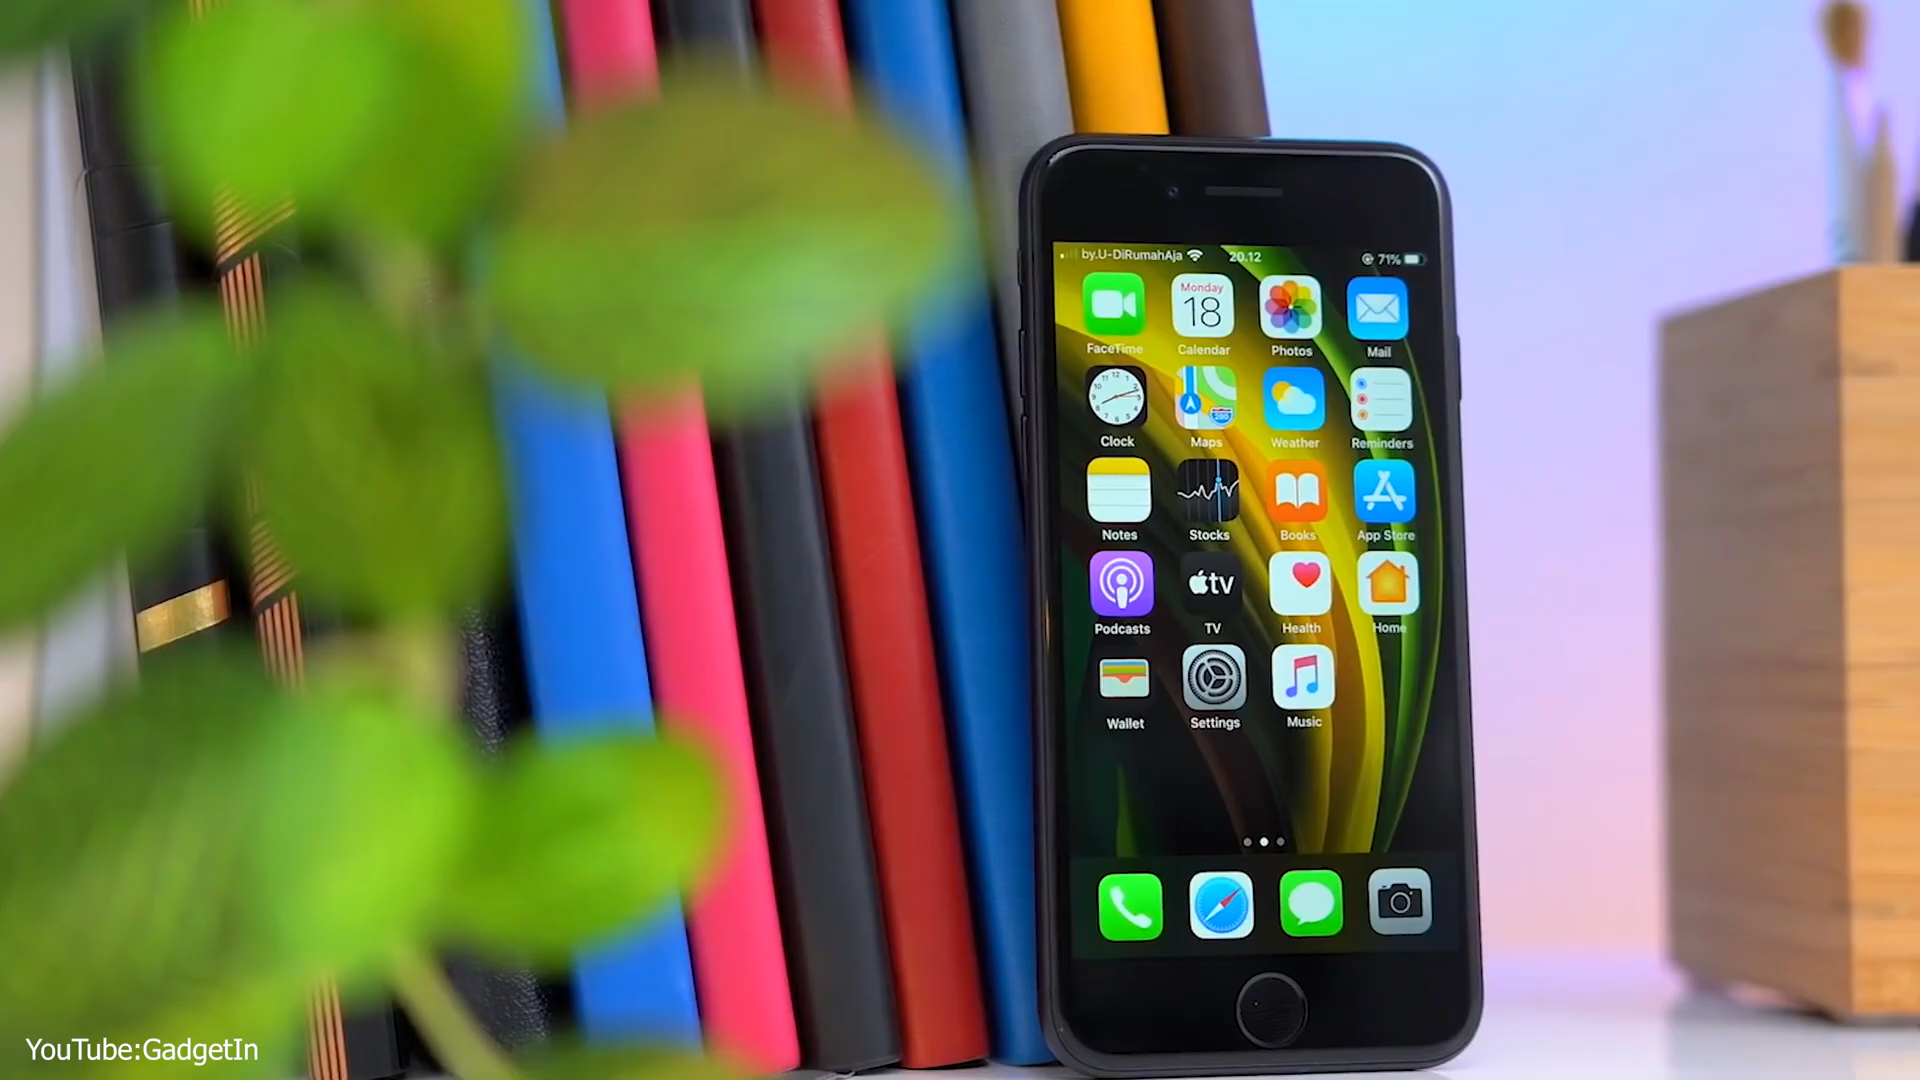 by.U-DiRumahAja 20.12 71%
FaceTime
Monday
18
Calendar
Photos
Mail
Clock
Maps
280
Weather
Reminders
Notes
Stocks
Books
App Store
Podcasts
tv
TV
Health
Home
Wallet
Settings
Music
YouTube:GadgetIn